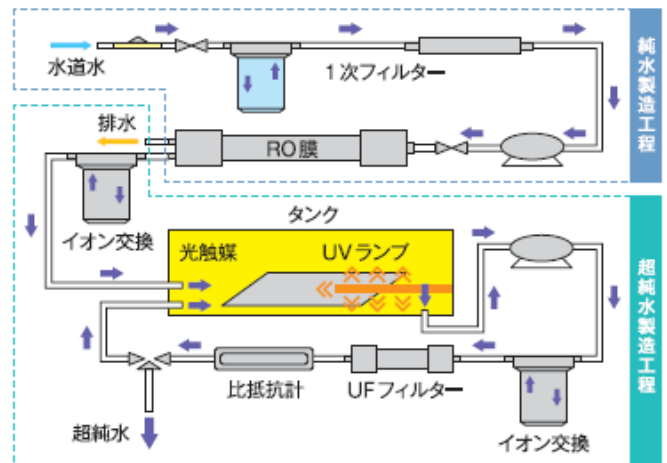 水道水
1次フィルター
純水製造工程
排水
RO膜
イオン交換
タンク
光触媒
UVランプ
超純水製造工程
比抵抗計
UFフィルター
超純水
イオン交換